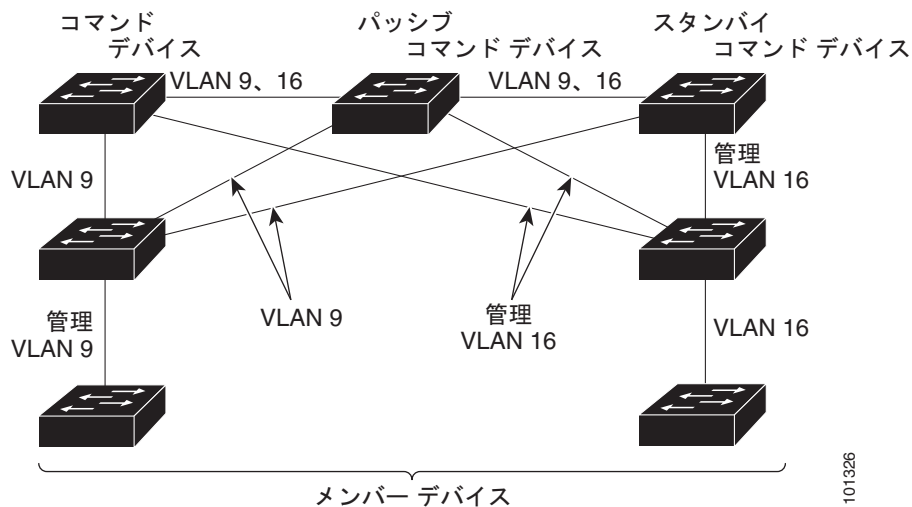 コマンド
デバイス
パッシブ
コマンド デバイス
スタンバイ
コマンド デバイス
VLAN 9、16
VLAN 9、16
VLAN 9
管理
VLAN 16
VLAN 9
管理
VLAN 16
管理
VLAN 9
VLAN 16
メンバー デバイス
101326